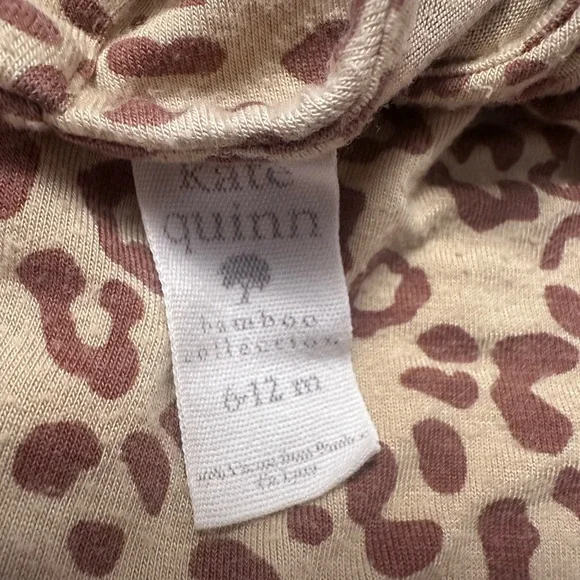 kate
quinn
bamboo
collection
6-12 m